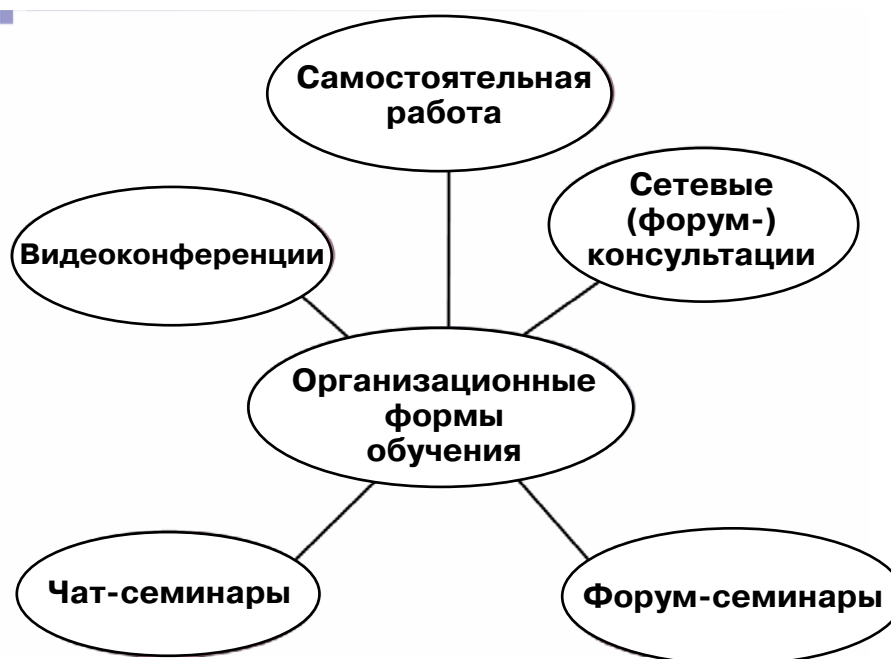 Самостоятельная
работа
Сетевые
(форум-)
консультации
Видеоконференции
Организационные
формы
обучения
Чат-семинары
Форум-семинары